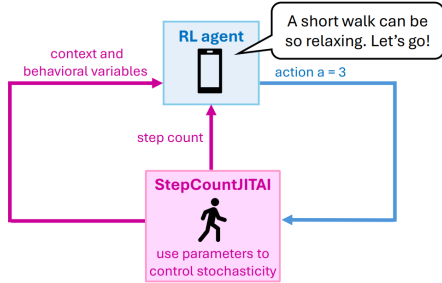 RL agent
A short walk can be
so relaxing. Let's go!
context and
behavioral variables
action a = 3
step count
StepCountJITAI
use parameters to
control stochasticity